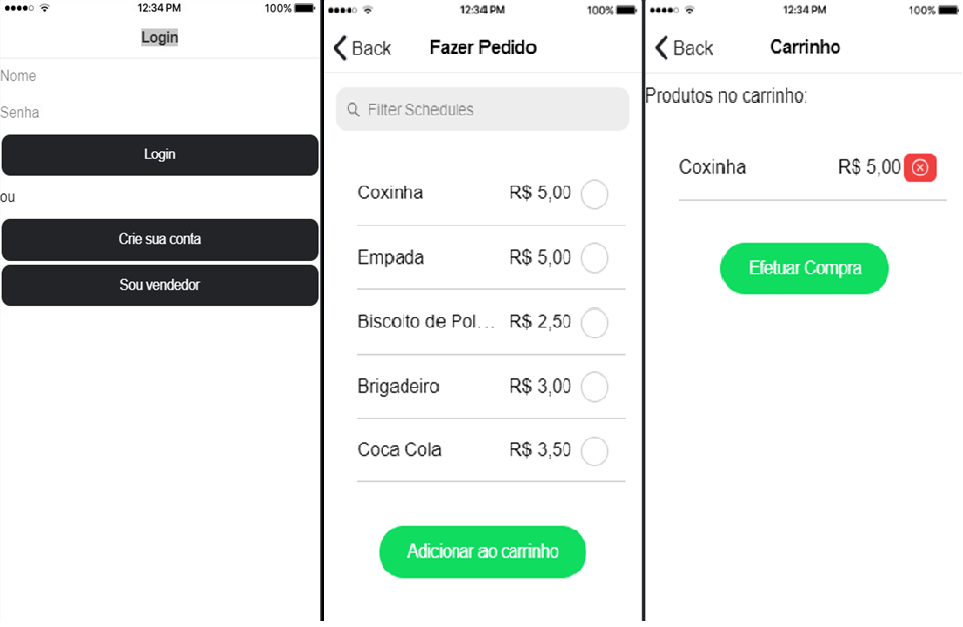 12:34 PM 100%
Login
Nome
Senha
Login
ou
Crie sua conta
Sou vendedor
12:34 PM 100%
Back Fazer Pedido
Filter Schedules
Coxinha R$ 5,00
Empada R$ 5,00
Biscoito de Pol... R$ 2,50
Brigadeiro R$ 3,00
Coca Cola R$ 3,50
Adicionar ao carrinho
12:34 PM 100%
Back Carrinho
Produtos no carrinho:
Coxinha R$ 5,00
Efetuar Compra